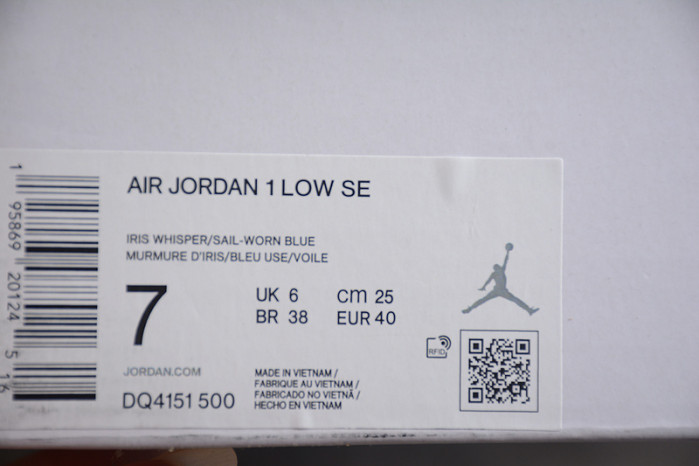 AIR JORDAN 1 LOW SE
IRIS WHISPER/SAIL-WORN BLUE
MURMURE D'IRIS/BLEU USE/VOILE
7
UK 6 cm 25
BR 38 EUR 40
RFID
JORDAN.COM
DQ4151 500
MADE IN VIETNAM /
FABRIQUE AU VIETNAM /
FABRICADO NO VIETNÃ /
HECHO EN VIETNAM
1 95869 20124 5 16